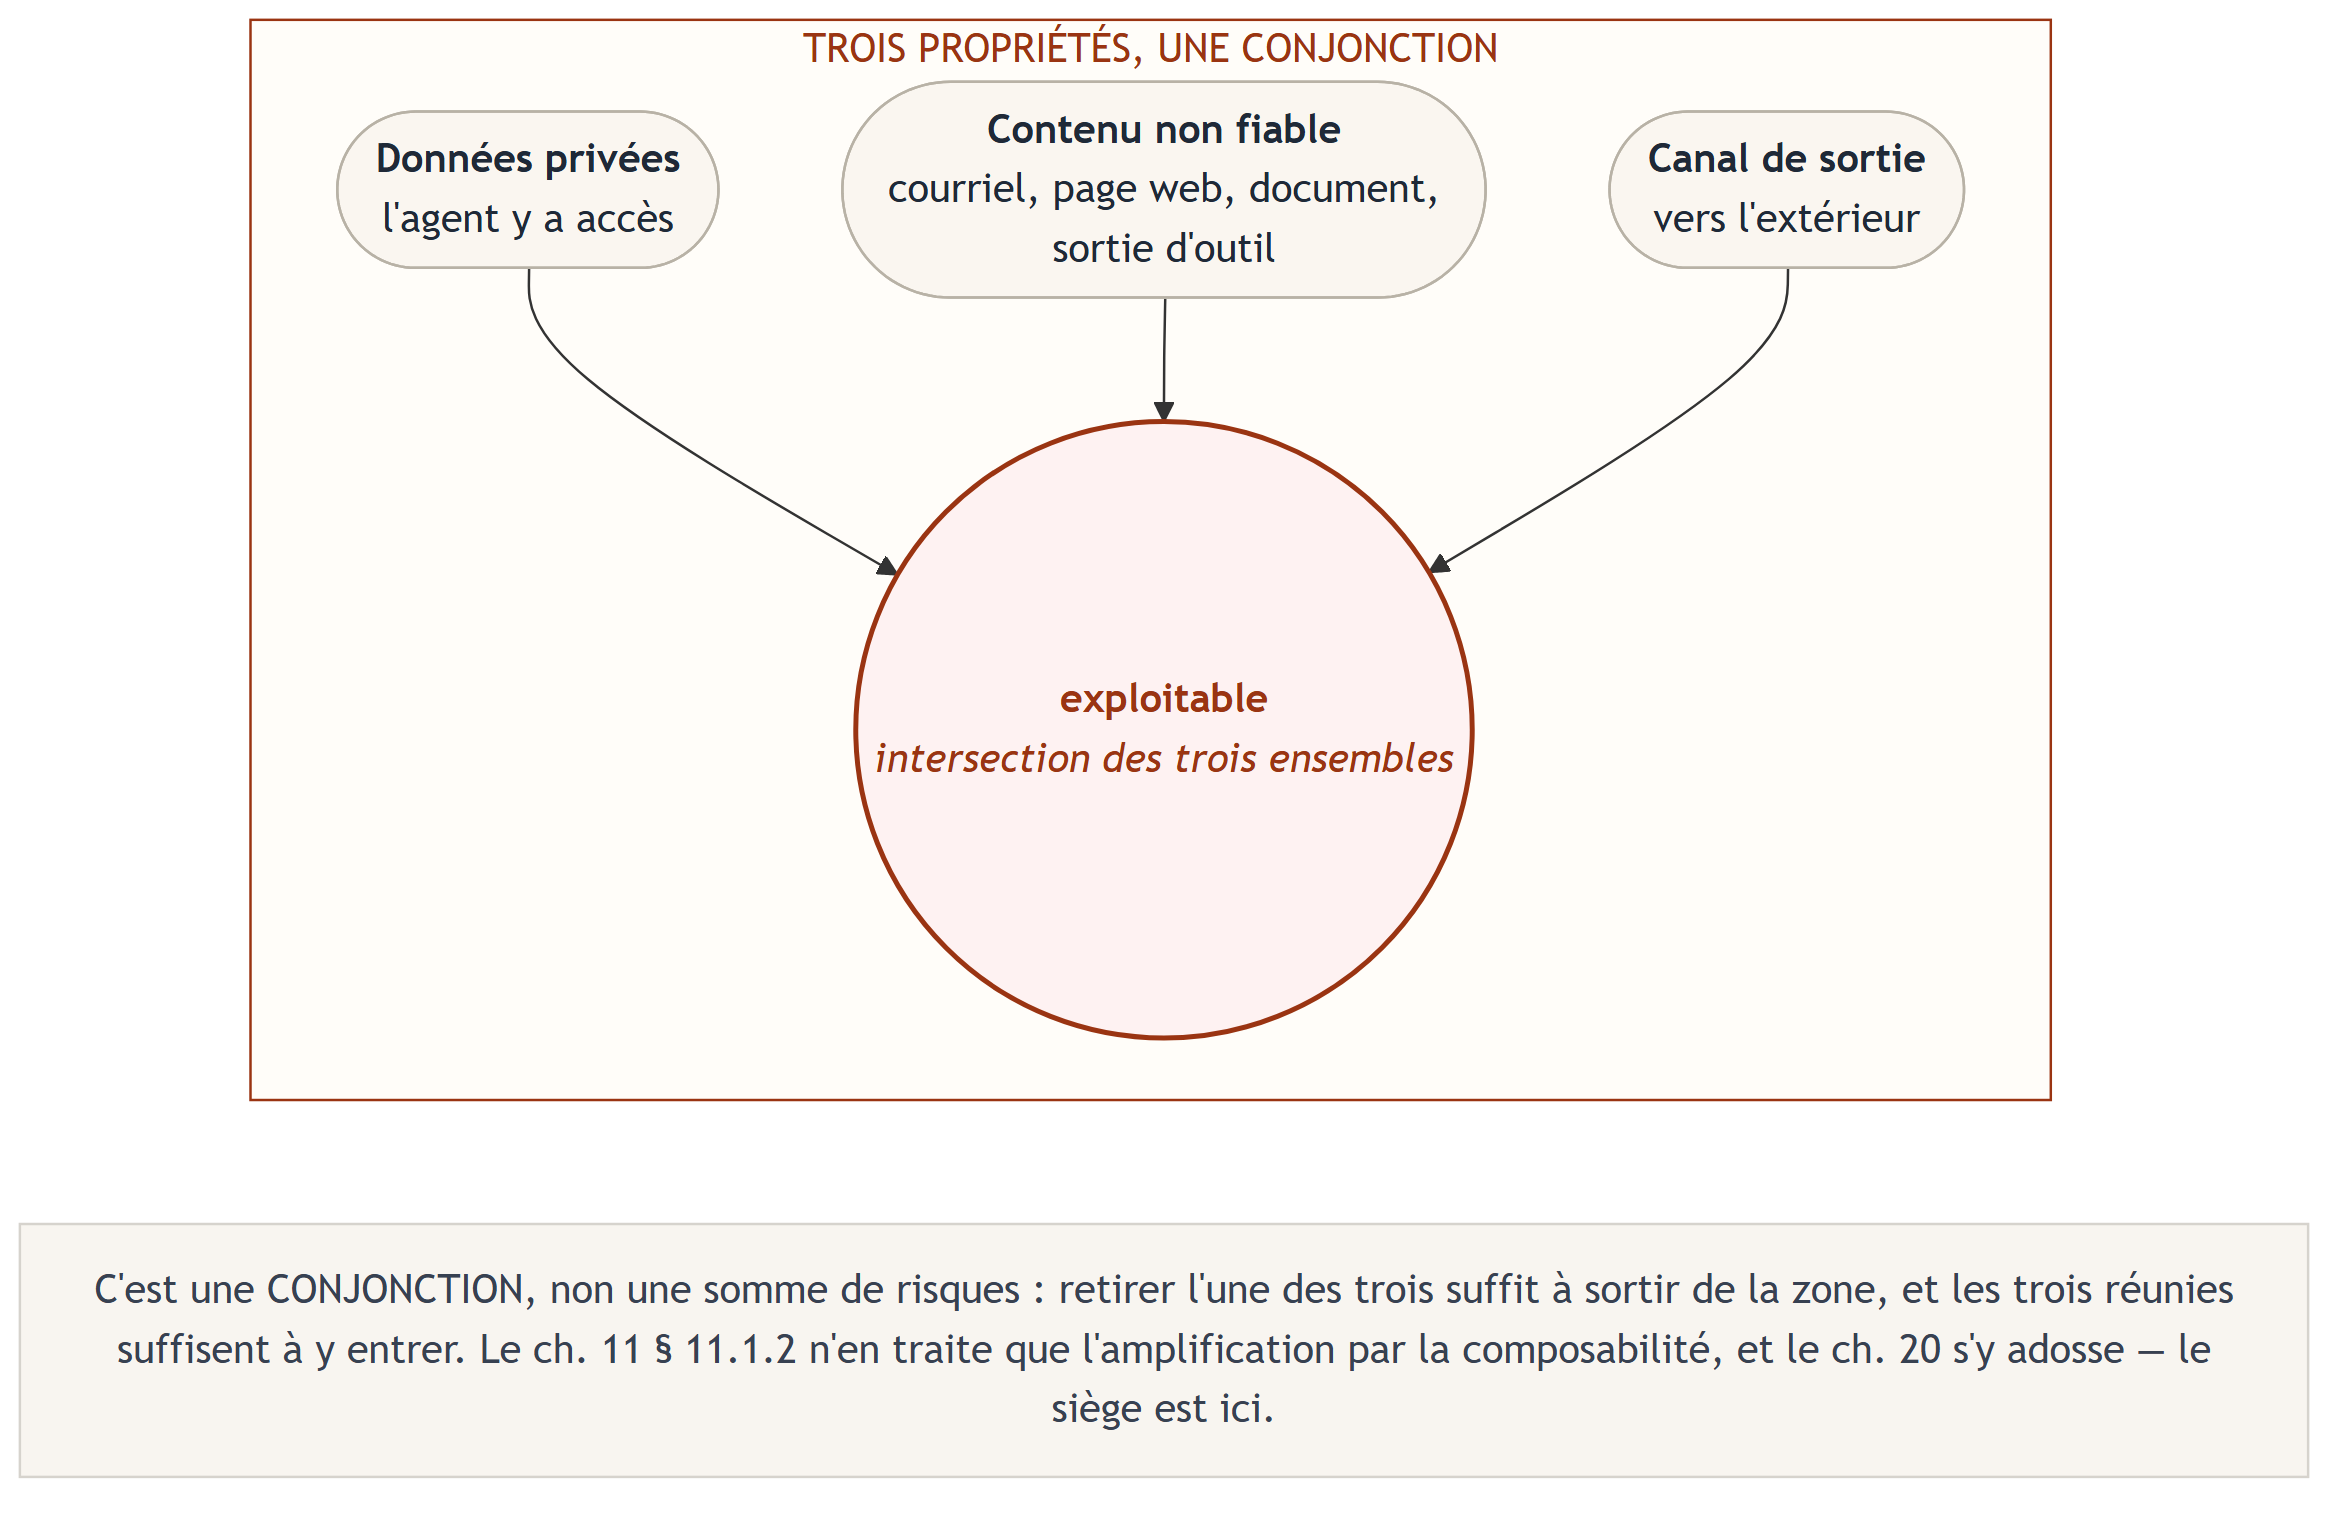 TROIS PROPRIÉTÉS, UNE CONJONCTION
Données privées
l'agent y a accès
Contenu non fiable
courriel, page web, document,
sortie d'outil
Canal de sortie
vers l'extérieur
exploitable
intersection des trois ensembles
C'est une CONJONCTION, non une somme de risques : retirer l'une des trois suffit à sortir de la zone, et les trois réunies
suffisent à y entrer. Le ch. 11 § 11.1.2 n'en traite que l'amplification par la composabilité, et le ch. 20 s'y adosse — le
siège est ici.